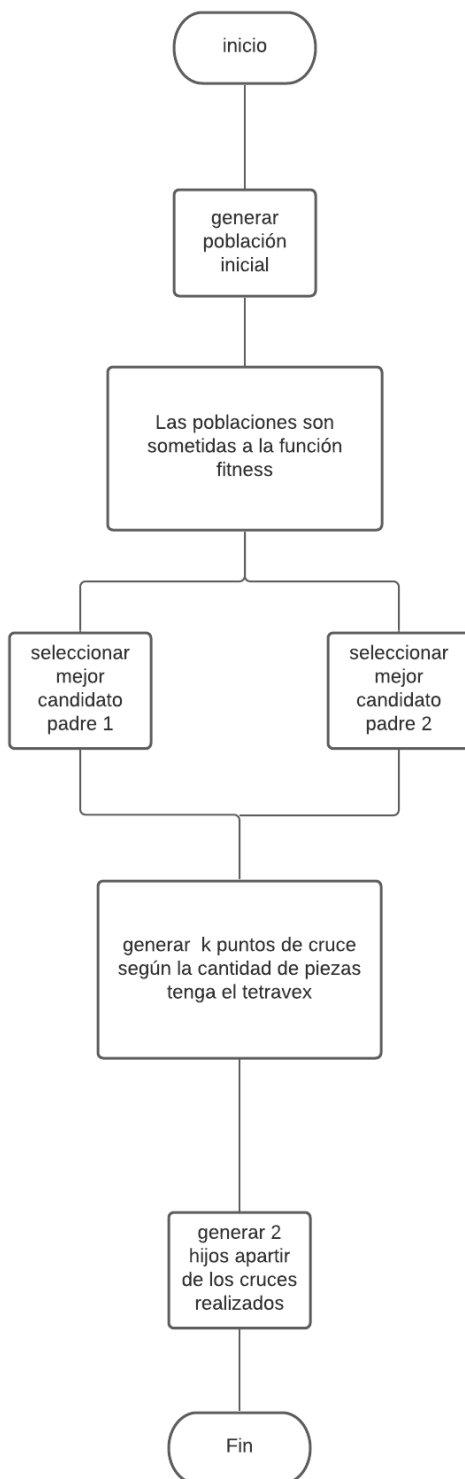 inicio
generar
población
inicial
Las poblaciones son
sometidas a la función
fitness
seleccionar
mejor
candidato
padre 1
seleccionar
mejor
candidato
padre 2
generar k puntos de cruce
según la cantidad de piezas
tenga el tetravex
generar 2
hijos apartir
de los cruces
realizados
Fin